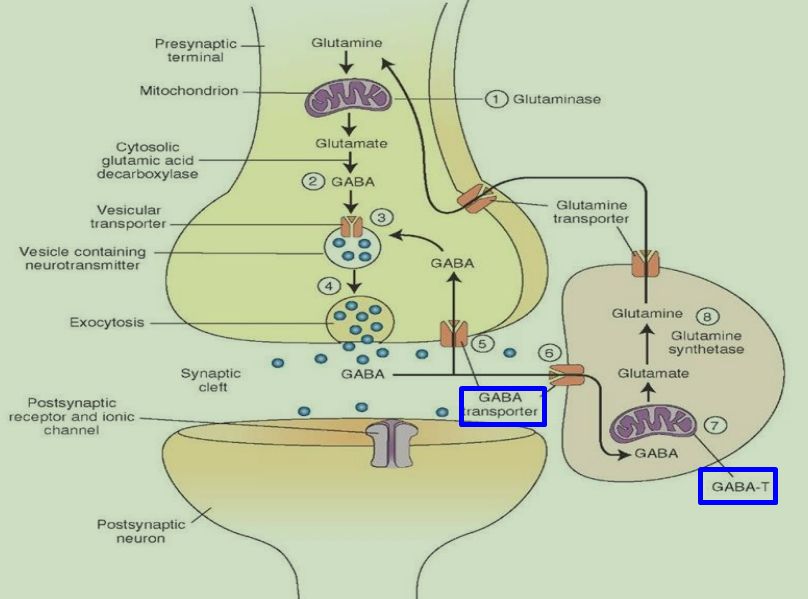 Presynaptic
terminal
Glutamine
Mitochondrion
1 Glutaminase
Glutamate
Cytosolic
glutamic acid
decarboxylase
2 GABA
Vesicular
transporter
3
Glutamine
transporter
Vesicle containing
neurotransmitter
GABA
4
Glutamine
8
Glutamine
synthetase
Exocytosis
5
6
Synaptic
cleft
GABA
Glutamate
GABA
transporter
Postsynaptic
receptor and ionic
channel
7
GABA
GABA-T
Postsynaptic
neuron